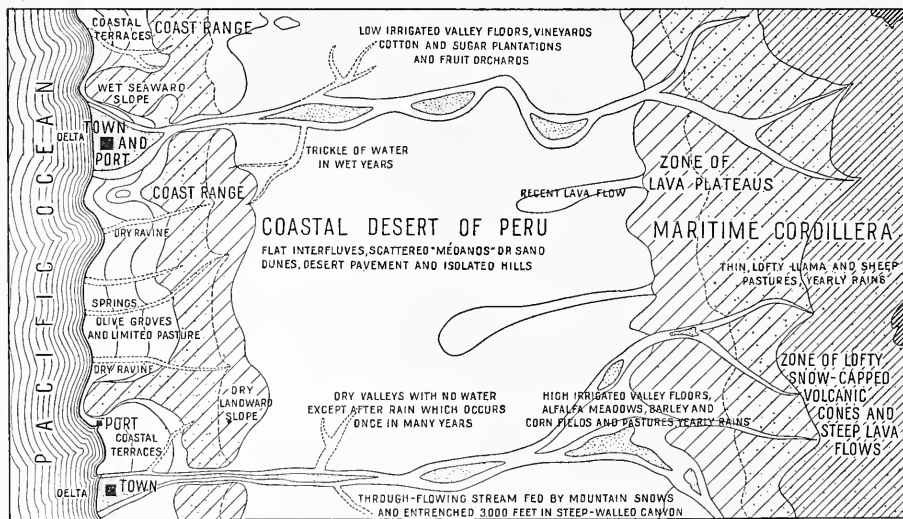 COASTAL
TERRACES
COAST RANGE
LOW IRRIGATED VALLEY FLOORS, VINEYARDS
COTTON AND SUGAR PLANTATIONS
AND FRUIT ORCHARDS
WET SEAWARD
SLOPE
PACIFIC OCEAN
DELTA
TOWN
AND
PORT
TRICKLE OF WATER
IN WET YEARS
COAST RANGE
RECENT LAVA FLOW
ZONE OF
LAVA PLATEAUS
DRY RAVINE
COASTAL DESERT OF PERU
FLAT INTERFLUVES, SCATTERED "MÉDANOS" OR SAND
DUNES, DESERT PAVEMENT AND ISOLATED HILLS
MARITIME CORDILLERA
THIN, LOFTY LLAMA AND SHEEP
PASTURES, YEARLY RAINS
SPRINGS
OLIVE GROVES
AND LIMITED PASTURE
DRY RAVINE
DRY
LANDWARD
SLOPE
DRY VALLEYS WITH NO WATER
EXCEPT AFTER RAIN WHICH OCCURS
ONCE IN MANY YEARS
HIGH IRRIGATED VALLEY FLOORS,
ALFALFA MEADOWS, BARLEY AND
CORN FIELDS AND PASTURES YEARLY RAINS
ZONE OF LOFTY
SNOW-CAPPED
VOLCANIC
CONES AND
STEEP LAVA
FLOWS
PORT
COASTAL
TERRACES
DELTA
TOWN
THROUGH-FLOWING STREAM FED BY MOUNTAIN SNOWS
AND ENTRENCHED 3,000 FEET IN STEEP-WALLED CANYON